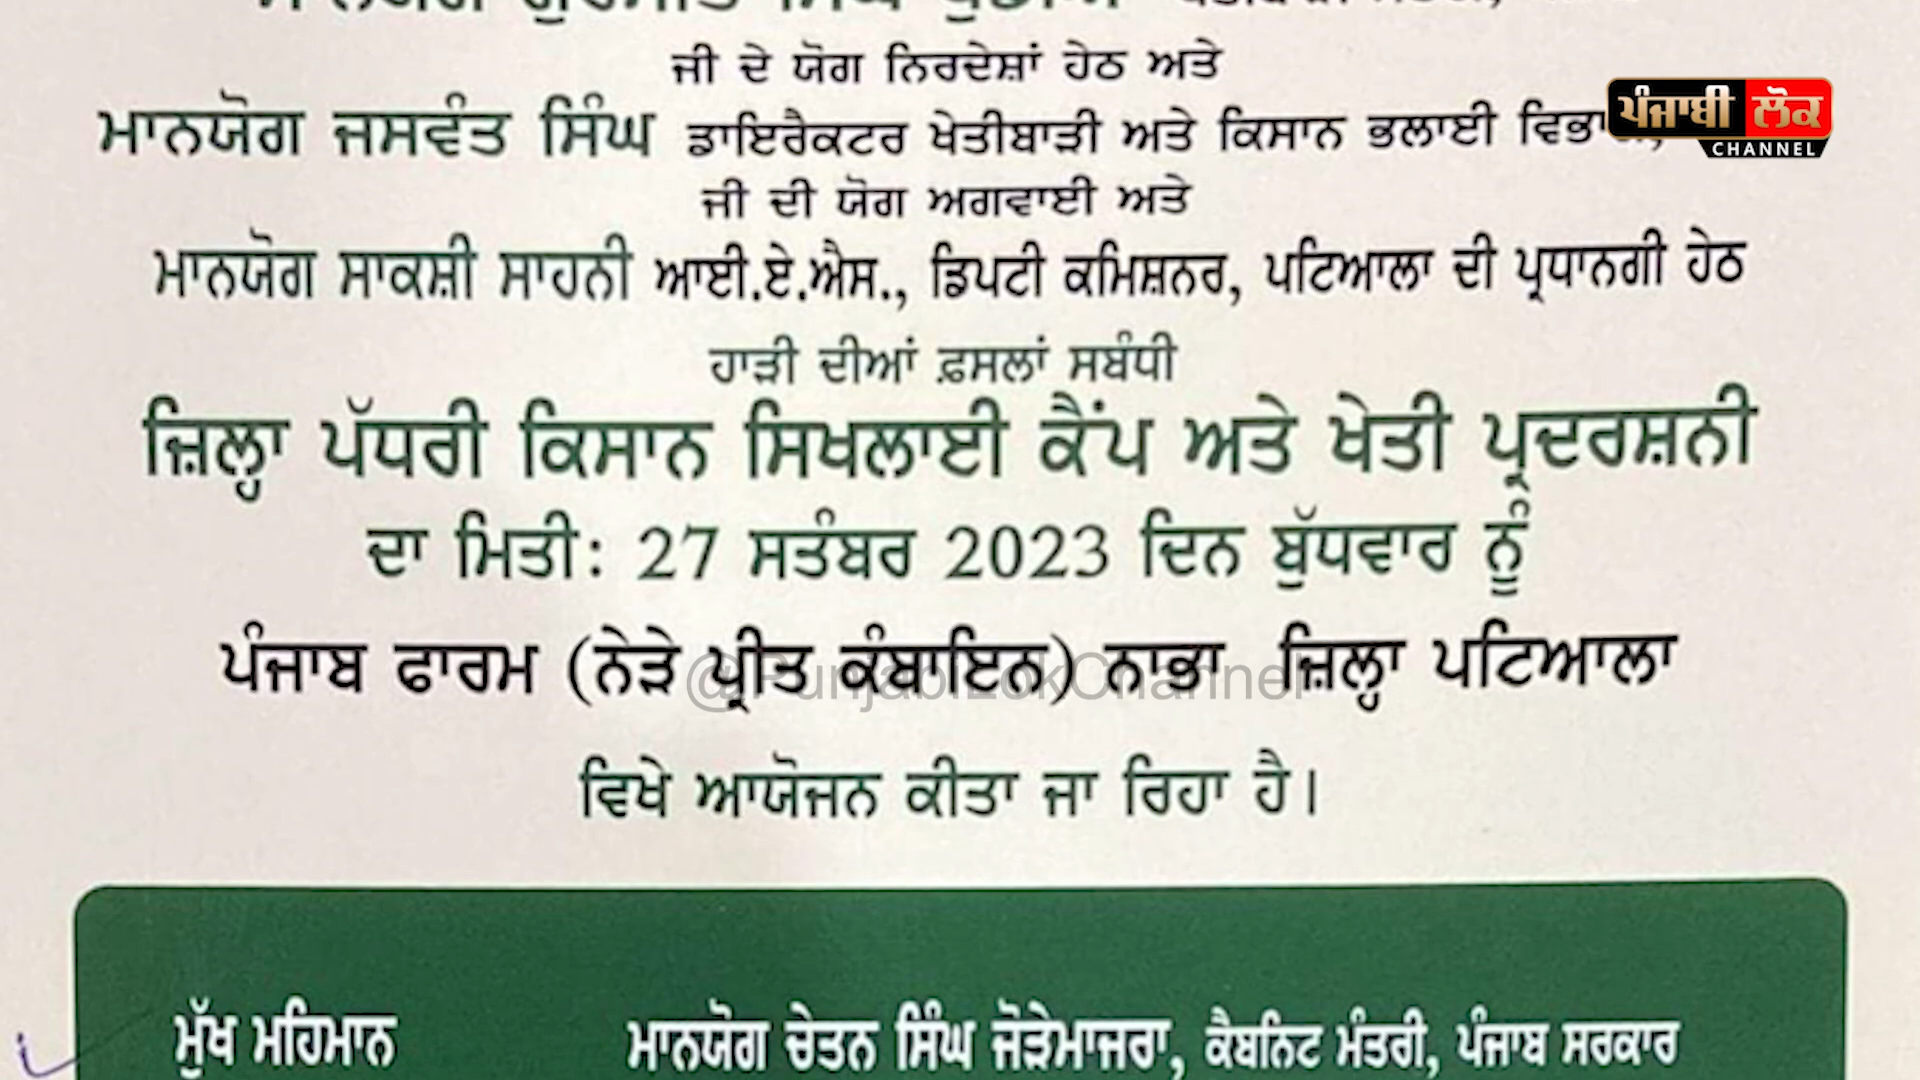 ਜੀ ਦੇ ਯੋਗ ਨਿਰਦੇਸ਼ਾਂ ਹੇਠ ਅਤੇ
ਮਾਨਯੋਗ ਜਸਵੰਤ ਸਿੰਘ ਡਾਇਰੈਕਟਰ ਖੇਤੀਬਾੜੀ ਅਤੇ ਕਿਸਾਨ ਭਲਾਈ
ਪੰਜਾਬੀ ਲੋਕ
CHANNEL
ਜੀ ਦੀ ਯੋਗ ਅਗਵਾਈ ਅਤੇ
ਮਾਨਯੋਗ ਸਾਕਸ਼ੀ ਸਾਹਨੀ ਆਈ.ਏ.ਐਸ., ਡਿਪਟੀ ਕਮਿਸ਼ਨਰ, ਪਟਿਆਲਾ ਦੀ ਪ੍ਰਧਾਨਗੀ ਹੇਠ
ਹਾੜੀ ਦੀਆਂ ਫ਼ਸਲਾਂ ਸਬੰਧੀ
ਜ਼ਿਲ੍ਹਾ ਪੱਧਰੀ ਕਿਸਾਨ ਸਿਖਲਾਈ ਕੈਂਪ ਅਤੇ ਖੇਤੀ ਪ੍ਰਦਰਸ਼ਨੀ
ਦਾ ਮਿਤੀ: 27 ਸਤੰਬਰ 2023 ਦਿਨ ਬੁੱਧਵਾਰ ਨੂੰ
ਪੰਜਾਬ ਫਾਰਮ (ਨੇੜੇ ਪ੍ਰੀਤ ਕੰਬਾਇਨ) ਨਾਭਾ ਜ਼ਿਲ੍ਹਾ ਪਟਿਆਲਾ
@PunjabiLokChannel
ਵਿਖੇ ਆਯੋਜਨ ਕੀਤਾ ਜਾ ਰਿਹਾ ਹੈ।
ਮੁੱਖ ਮਹਿਮਾਨ ਮਾਨਯੋਗ ਚੇਤਨ ਸਿੰਘ ਜੋੜੇਮਾਜਰਾ, ਕੈਬਨਿਟ ਮੰਤਰੀ, ਪੰਜਾਬ ਸਰਕਾਰ